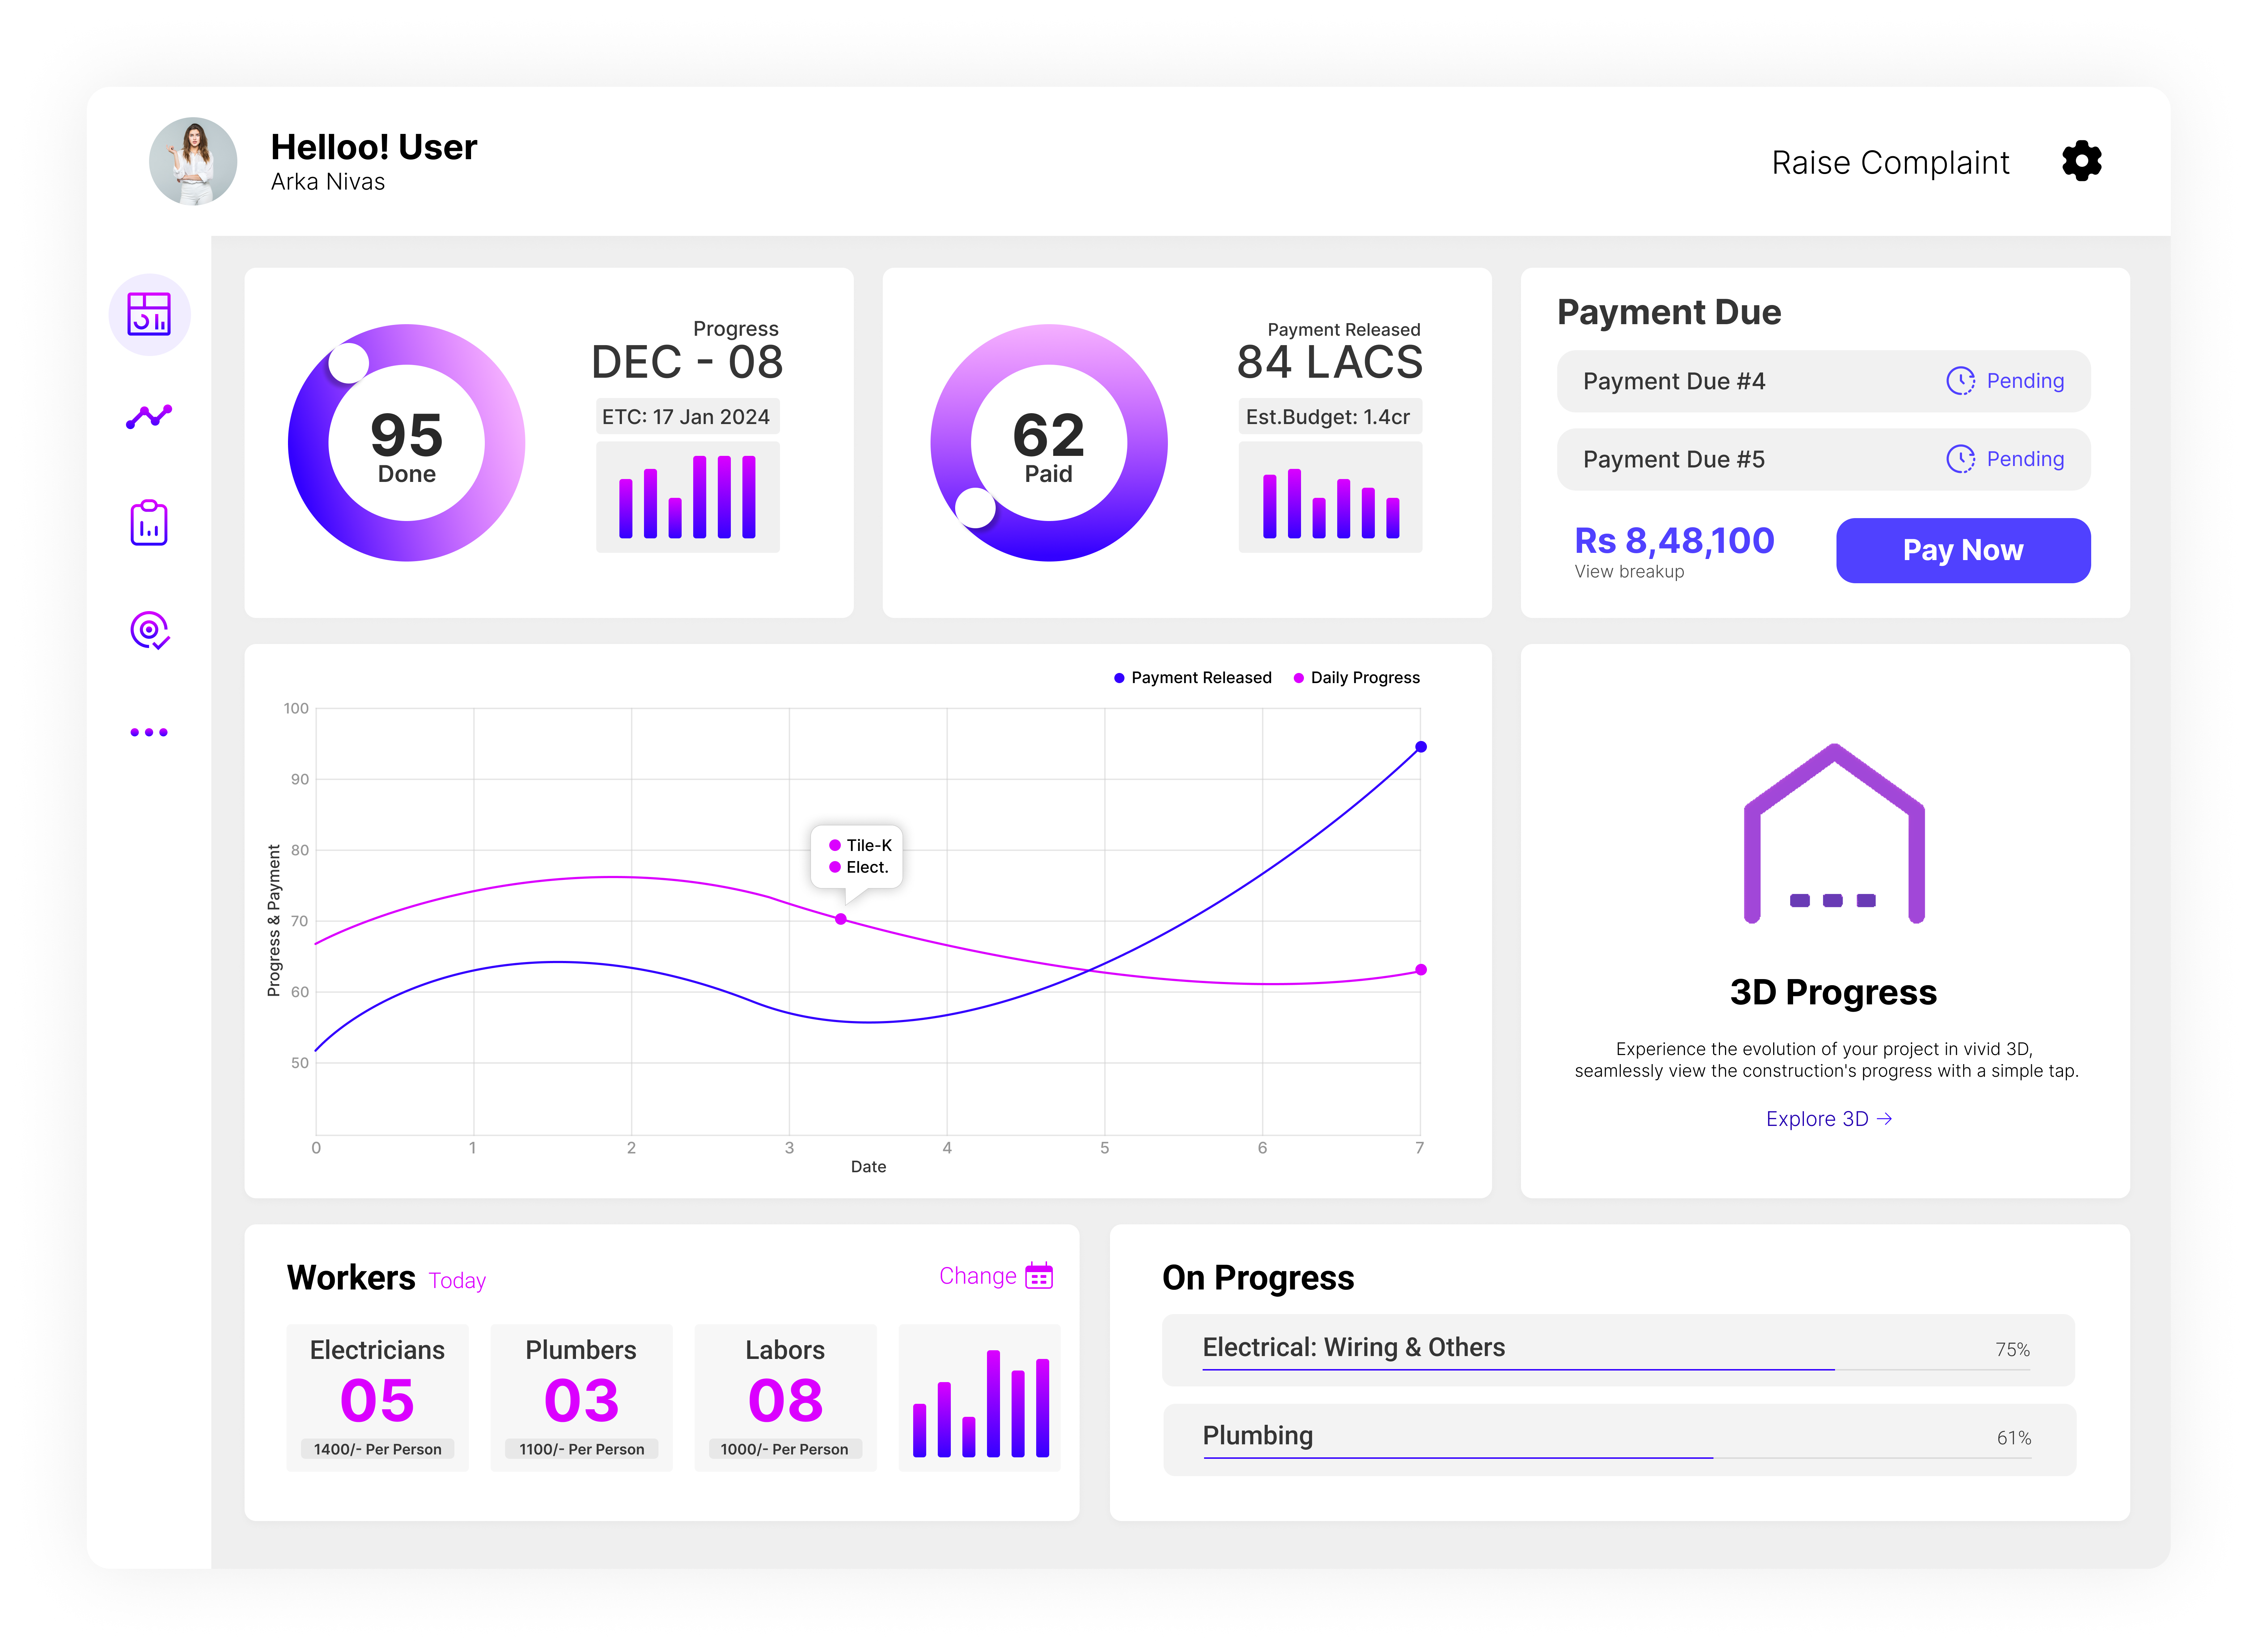 Helloo! User
Arka Nivas
Raise Complaint
95
Done
Progress
DEC - 08
ETC: 17 Jan 2024
62
Paid
Payment Released
84 LACS
Est.Budget: 1.4cr
Payment Due
Payment Due #4
Pending
Payment Due #5
Pending
Rs 8,48,100
View breakup
Pay Now
Payment Released
Daily Progress
100
90
80
70
60
50
Progress & Payment
Tile-K
Elect.
0
1
2
3
4
5
6
7
Date
3D Progress
Experience the evolution of your project in vivid 3D,
seamlessly view the construction's progress with a simple tap.
Explore 3D →
Workers
Today
Change
Electricians
05
1400/- Per Person
Plumbers
03
1100/- Per Person
Labors
08
1000/- Per Person
On Progress
Electrical: Wiring & Others
75%
Plumbing
61%